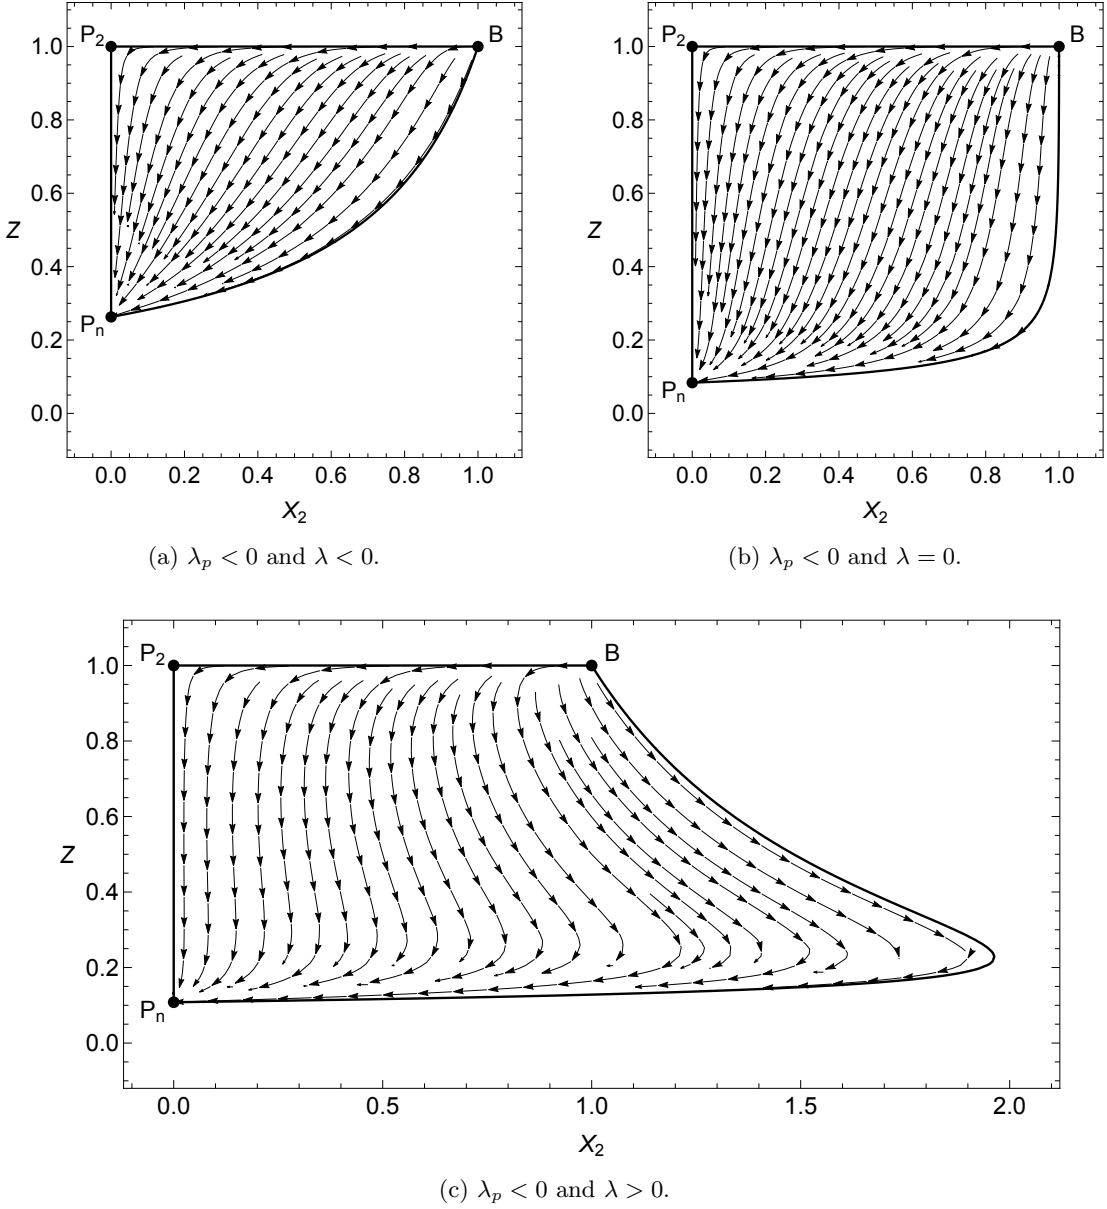 P₂ B P₂ B
1.0 1.0
0.8 0.8
0.6 0.6
Z Z
0.4 0.4
Pₙ
0.2 0.2
Pₙ
0.0 0.0
0.0 0.2 0.4 0.6 0.8 1.0 0.0 0.2 0.4 0.6 0.8 1.0
X₂ X₂
(a) λₚ < 0 and λ < 0. (b) λₚ < 0 and λ = 0.
P₂ B
1.0
0.8
0.6
Z
0.4
0.2
Pₙ
0.0
0.0 0.5 1.0 1.5 2.0
X₂
(c) λₚ < 0 and λ > 0.